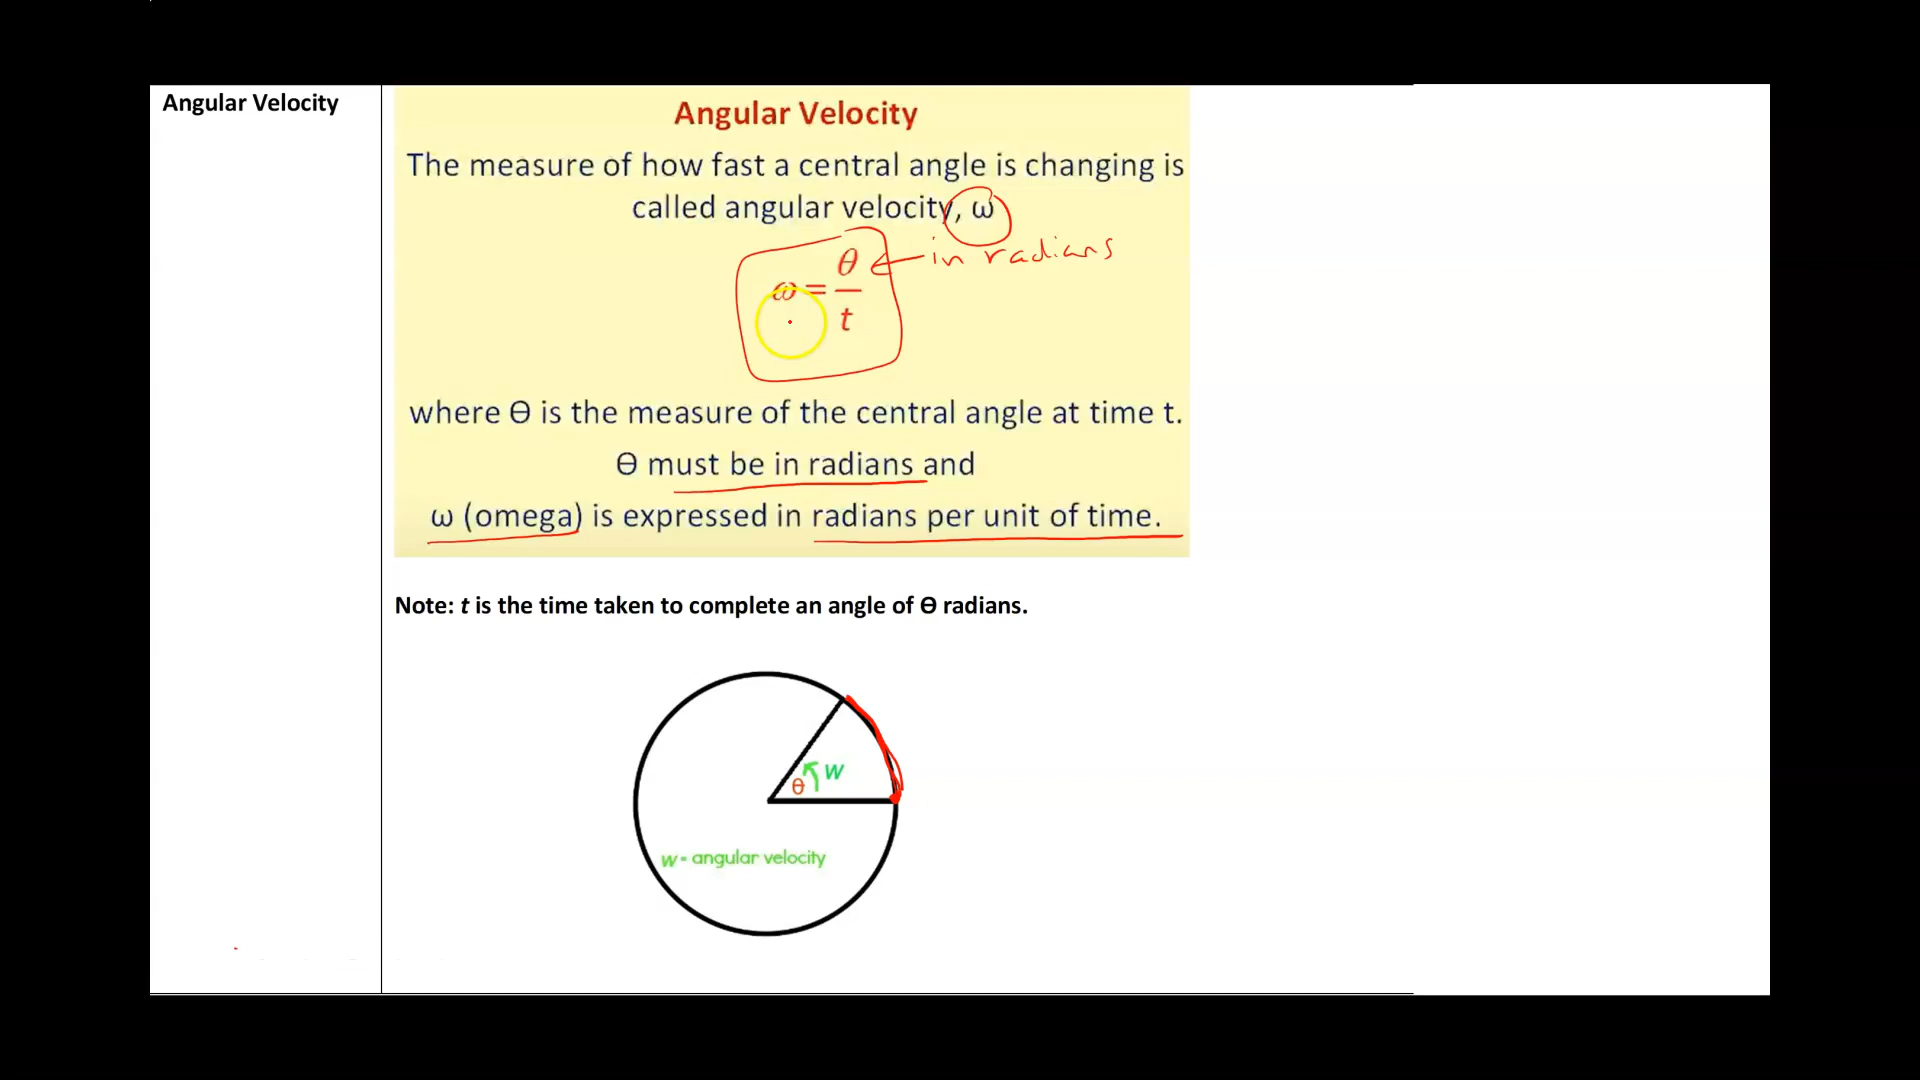 Angular Velocity
Angular Velocity
The measure of how fast a central angle is changing is
called angular velocity, ω
in radians
ω = θ
t
where Ө is the measure of the central angle at time t.
Ө must be in radians and
ω (omega) is expressed in radians per unit of time.
Note: t is the time taken to complete an angle of Ө radians.
w
θ
w = angular velocity